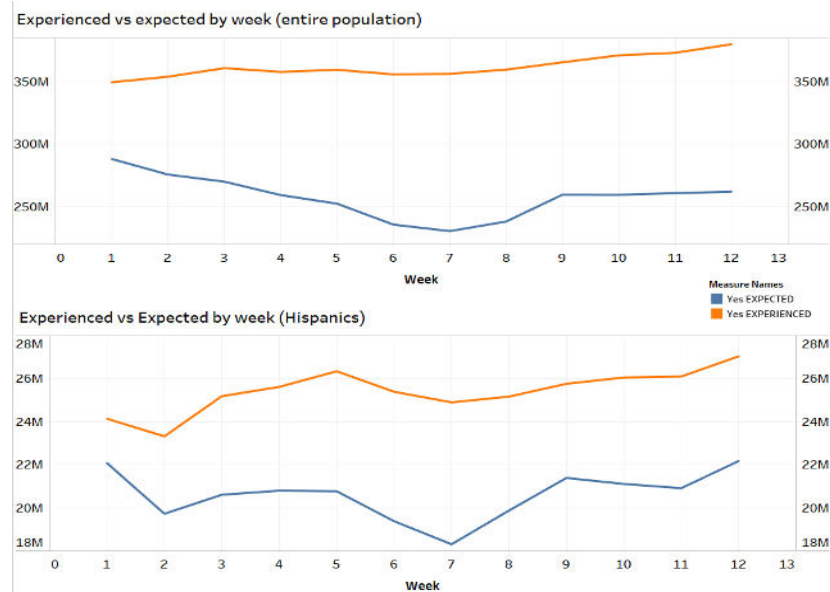 Experienced vs expected by week (entire population)
350M 350M
300M 300M
250M 250M
0 1 2 3 4 5 6 7 8 9 10 11 12 13
Week
Measure Names
Yes EXPECTED
Yes EXPERIENCED
Experienced vs Expected by week (Hispanics)
28M 28M
26M 26M
24M 24M
22M 22M
20M 20M
18M 18M
0 1 2 3 4 5 6 7 8 9 10 11 12 13
Week